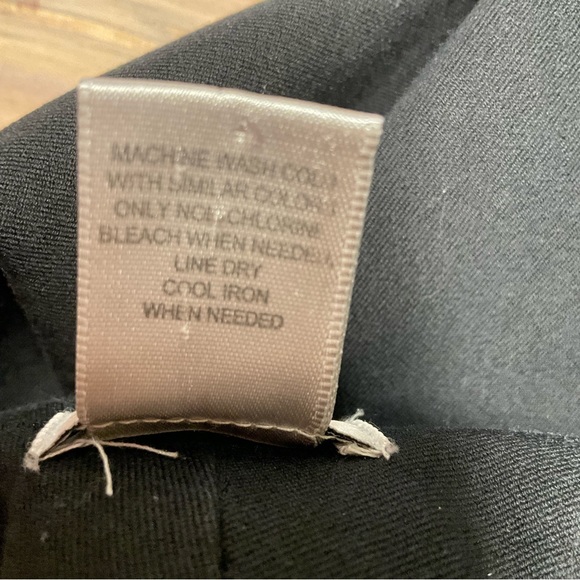 MACHINE WASH COLD
WITH SIMILAR COLORS
ONLY NON-CHLORINE
BLEACH WHEN NEEDED
LINE DRY
COOL IRON
WHEN NEEDED